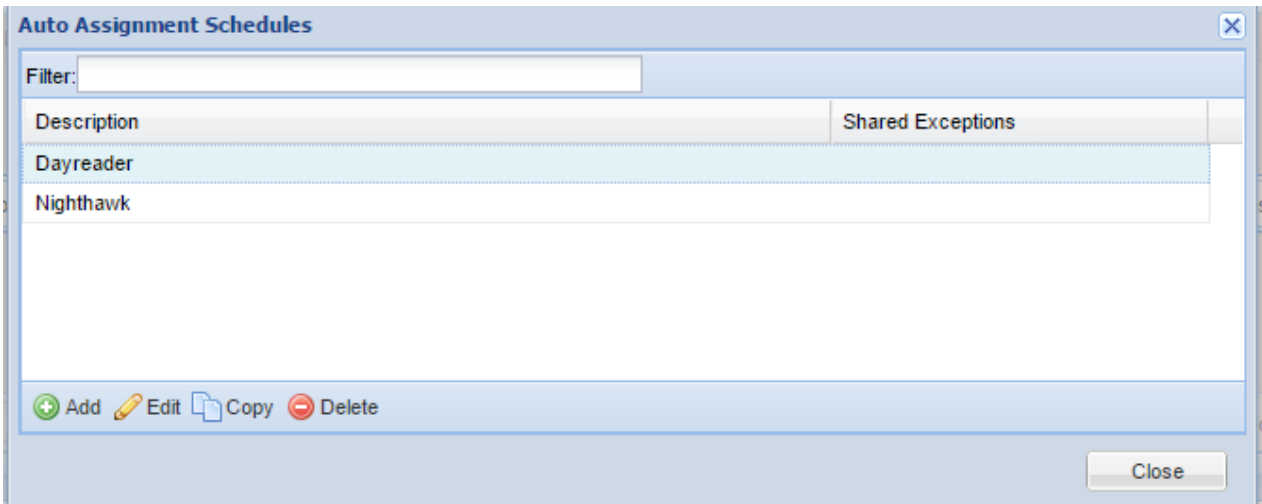 Auto Assignment Schedules
Filter:
Description Shared Exceptions
Dayreader
Nighthawk
Add Edit Copy Delete
Close